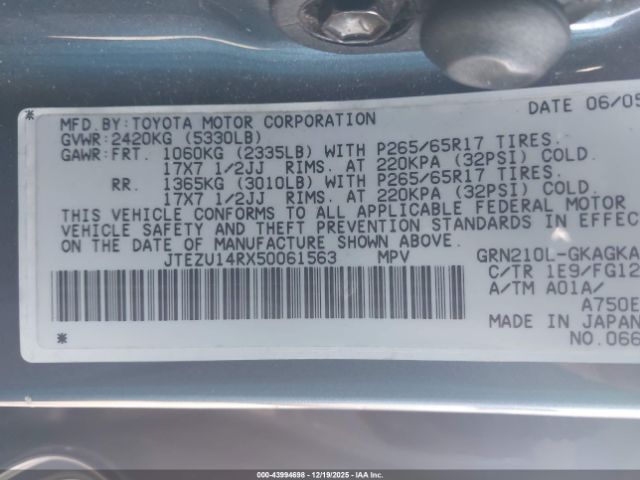 DATE 06/05
MFD.BY:TOYOTA MOTOR CORPORATION
GVWR:2420KG (5330LB)
GAWR:FRT. 1060KG (2335LB) WITH P265/65R17 TIRES.
17X7 1/2JJ RIMS. AT 220KPA (32PSI) COLD.
RR. 1365KG (3010LB) WITH P265/65R17 TIRES.
17X7 1/2JJ RIMS. AT 220KPA (32PSI) COLD.
THIS VEHICLE CONFORMS TO ALL APPLICABLE FEDERAL MOTOR
VEHICLE SAFETY AND THEFT PREVENTION STANDARDS IN EFFEC
ON THE DATE OF MANUFACTURE SHOWN ABOVE.
*JTEZU14RX50061563* MPV GRN210L-GKAGKA
C/TR 1E9/FG12
A/TM A01A/
A750E
MADE IN JAPAN
NO.066
000-43994698 - 12/19/2025 - IAAI.COM